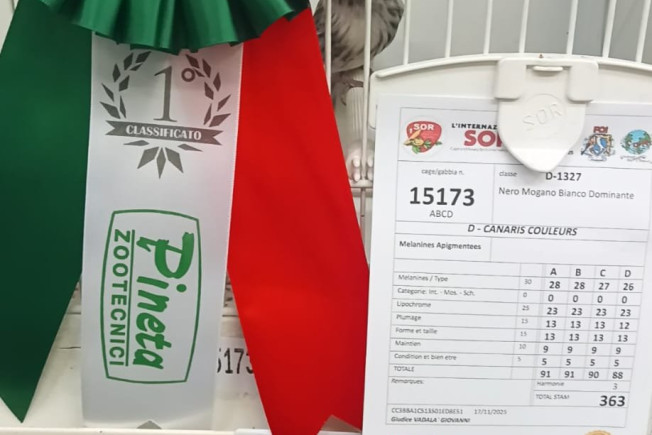 1°
CLASSIFICATO
Pineta
ZOOTECNICI
5173
SOR
L'INTERNAZ
SOR
SOR
FOI
cage/gabbia n.
classe
D-1327
15173
Nero Mogano Bianco Dominante
ABCD
D - CANARIS COULEURS
Melanines Apigmentees
A B C D
Melanines / Type 30 28 28 27 26
Categorie: Int. - Mos. - Sch. 0 0 0 0
Lipochrome 25 23 23 23 23
Plumage 15 13 13 13 12
Forme et taille 15 13 13 13 13
Maintien 10 9 9 9 9
Condition et bien etre 5 5 5 5 5
TOTALE 91 91 90 88
Remarques: Harmonie 3
TOTAL STAM 363
17/11/2023
Giudice VADALA' GIOVANNI